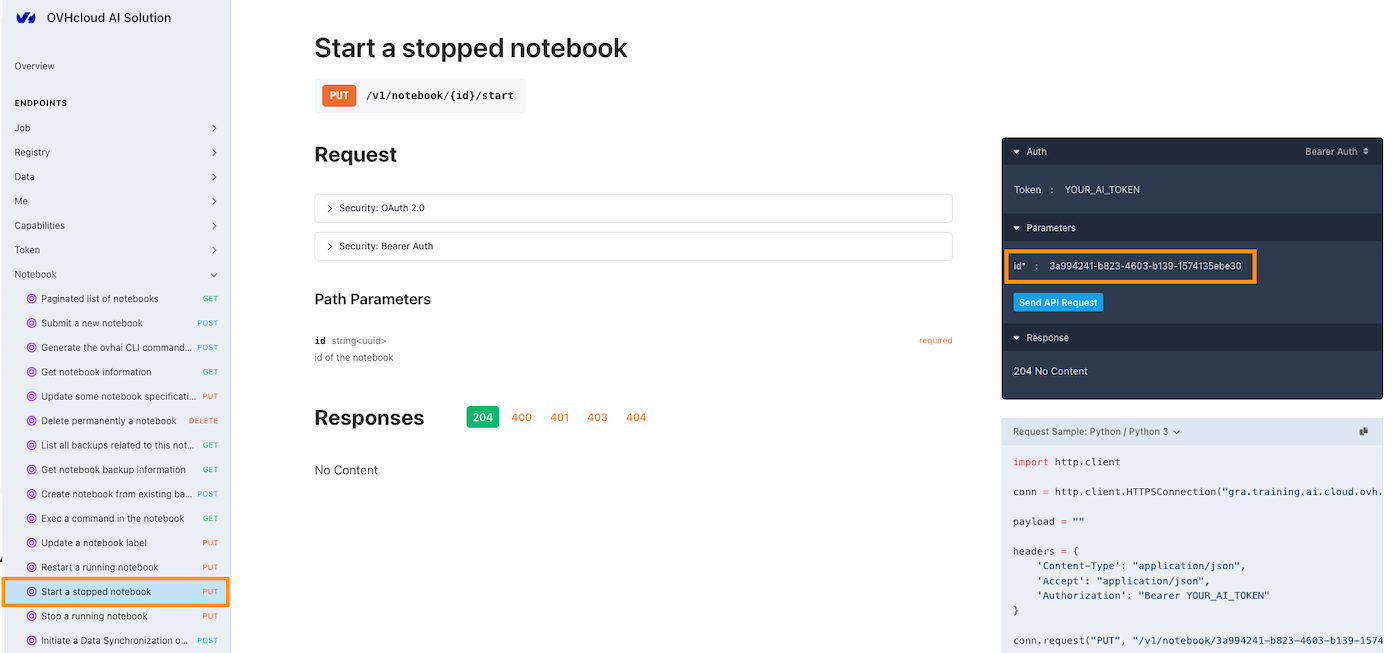 OVHcloud AI Solution
Overview
ENDPOINTS
Job
Registry
Data
Me
Capabilities
Token
Notebook
Paginated list of notebooks GET
Submit a new notebook POST
Generate the ovhai CLI command... POST
Get notebook information GET
Update some notebook specificati... PUT
Delete permanently a notebook DELETE
List all backups related to this not... GET
Get notebook backup information GET
Create notebook from existing ba... POST
Exec a command in the notebook GET
Update a notebook label PUT
Restart a running notebook PUT
Start a stopped notebook PUT
Stop a running notebook PUT
Initiate a Data Synchronization o... POST
Start a stopped notebook
PUT /v1/notebook/{id}/start
Request
Security: OAuth 2.0
Security: Bearer Auth
Path Parameters
id string<uuid> required
id of the notebook
Responses 204 400 401 403 404
No Content
Auth Bearer Auth
Token : YOUR_AI_TOKEN
Parameters
id* : 3a994241-b823-4603-b139-1574135ebe30
Send API Request
Response
204 No Content
Request Sample: Python / Python 3
import http.client
conn = http.client.HTTPSConnection("gra.training.ai.cloud.ovh.
payload = ""
headers = {
'Content-Type': "application/json",
'Accept': "application/json",
'Authorization': "Bearer YOUR_AI_TOKEN"
}
conn.request("PUT", "/v1/notebook/3a994241-b823-4603-b139-1574